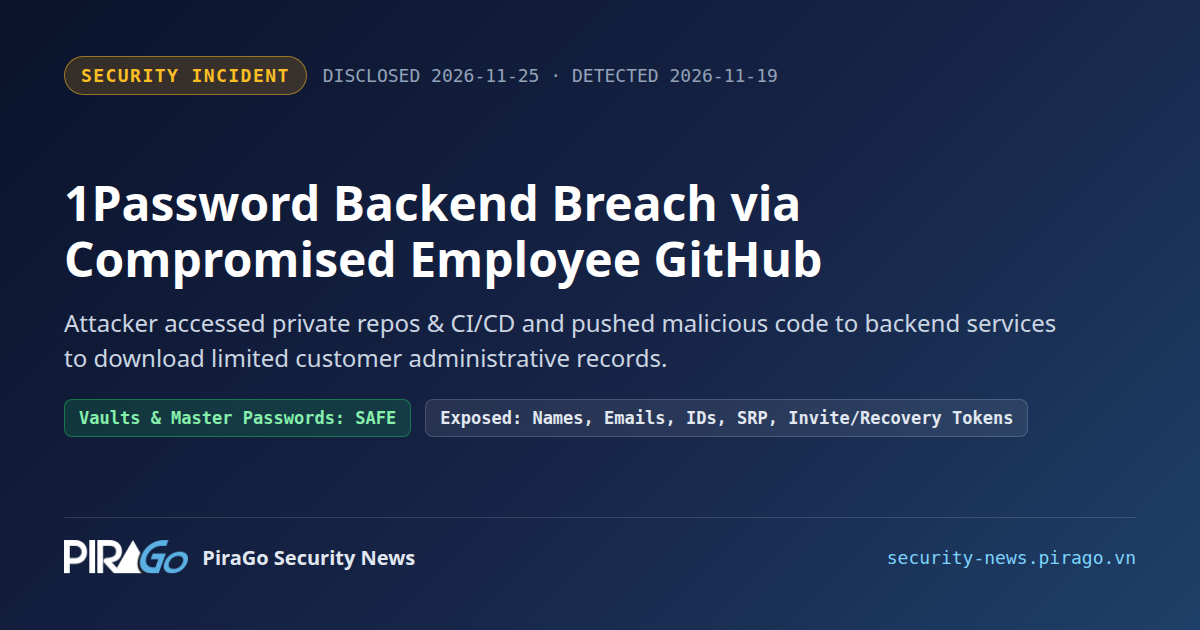 SECURITY INCIDENT DISCLOSED 2026-11-25 · DETECTED 2026-11-19
1Password Backend Breach via
Compromised Employee GitHub
Attacker accessed private repos & CI/CD and pushed malicious code to backend services
to download limited customer administrative records.
Vaults & Master Passwords: SAFE Exposed: Names, Emails, IDs, SRP, Invite/Recovery Tokens
PIRAGO PiraGo Security News security-news.pirago.vn